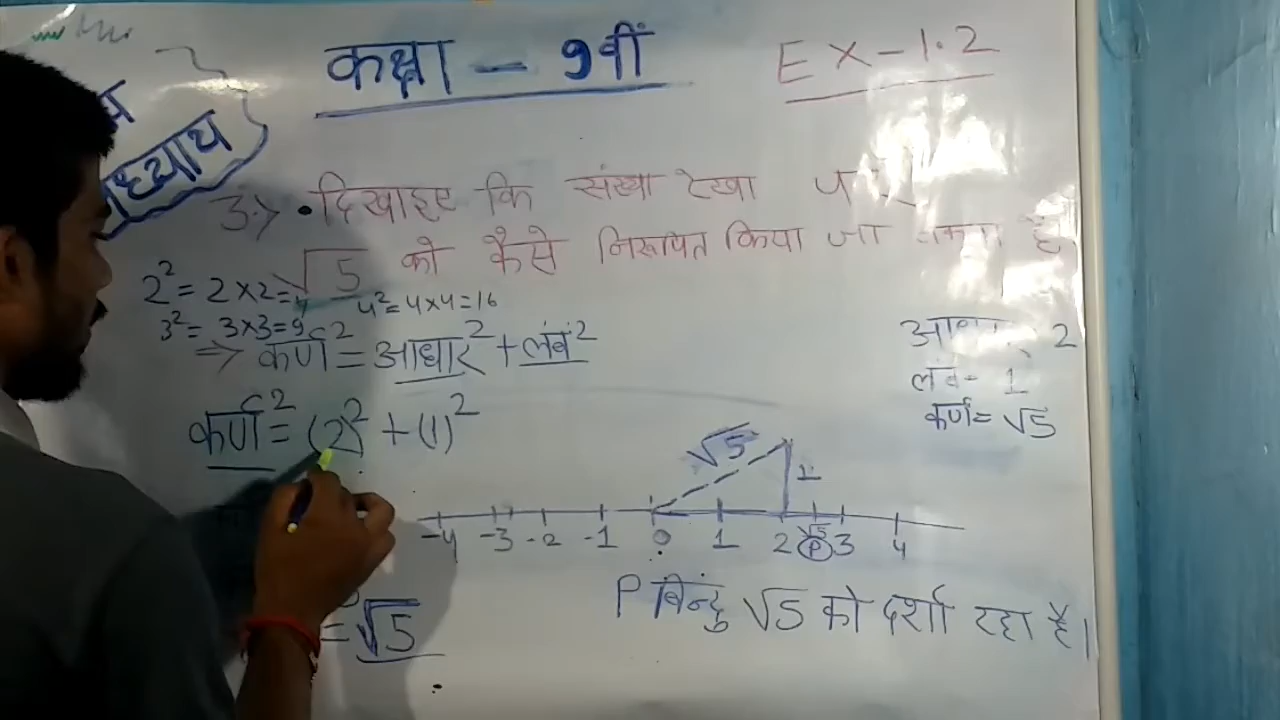 कक्षा - 9वीं
Ex - 1.2
ध्याय
3.> • दिखाइए कि संख्या रेखा पर
√5 को कैसे निरूपित किया जा सकता है
2² = 2×2=4
4² = 4×4=16
3² = 3×3=9
⇒ कर्ण² = आधार² + लंब²
कर्ण² = (2)² + (1)²
= √5
आधार 2
लंब - 1
कर्ण = √5
√5
1
-4 -3 -2 -1 0 1 2 √5 3 4
P
P बिन्दु √5 को दर्शा रहा है।